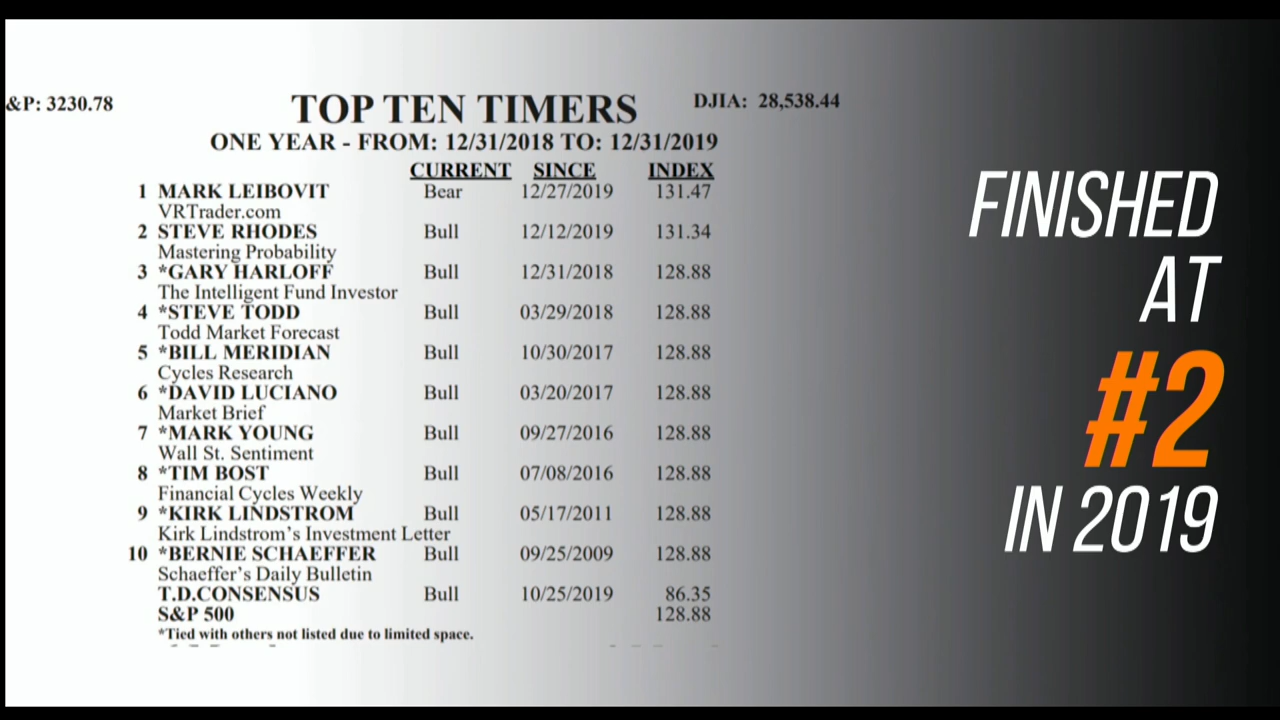 &P: 3230.78
TOP TEN TIMERS
DJIA: 28,538.44
ONE YEAR - FROM: 12/31/2018 TO: 12/31/2019
CURRENT SINCE INDEX
1 MARK LEIBOVIT Bear 12/27/2019 131.47
VRTrader.com
2 STEVE RHODES Bull 12/12/2019 131.34
Mastering Probability
3 *GARY HARLOFF Bull 12/31/2018 128.88
The Intelligent Fund Investor
4 *STEVE TODD Bull 03/29/2018 128.88
Todd Market Forecast
5 *BILL MERIDIAN Bull 10/30/2017 128.88
Cycles Research
6 *DAVID LUCIANO Bull 03/20/2017 128.88
Market Brief
7 *MARK YOUNG Bull 09/27/2016 128.88
Wall St. Sentiment
8 *TIM BOST Bull 07/08/2016 128.88
Financial Cycles Weekly
9 *KIRK LINDSTROM Bull 05/17/2011 128.88
Kirk Lindstrom's Investment Letter
10 *BERNIE SCHAEFFER Bull 09/25/2009 128.88
Schaeffer's Daily Bulletin
T.D.CONSENSUS Bull 10/25/2019 86.35
S&P 500 128.88
*Tied with others not listed due to limited space.
FINISHED
AT
#2
IN 2019